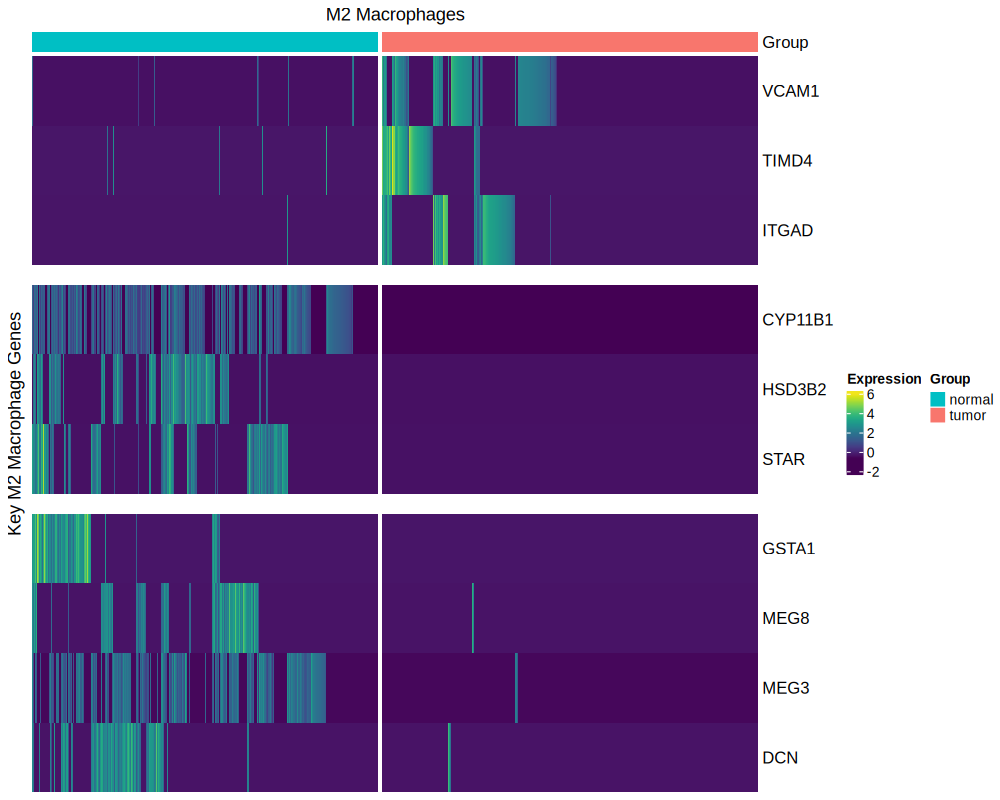 M2 Macrophages
Group
VCAM1
TIMD4
ITGAD
CYP11B1
HSD3B2
STAR
GSTA1
MEG8
MEG3
DCN
Key M2 Macrophage Genes
Expression
6
4
2
0
-2
Group
normal
tumor